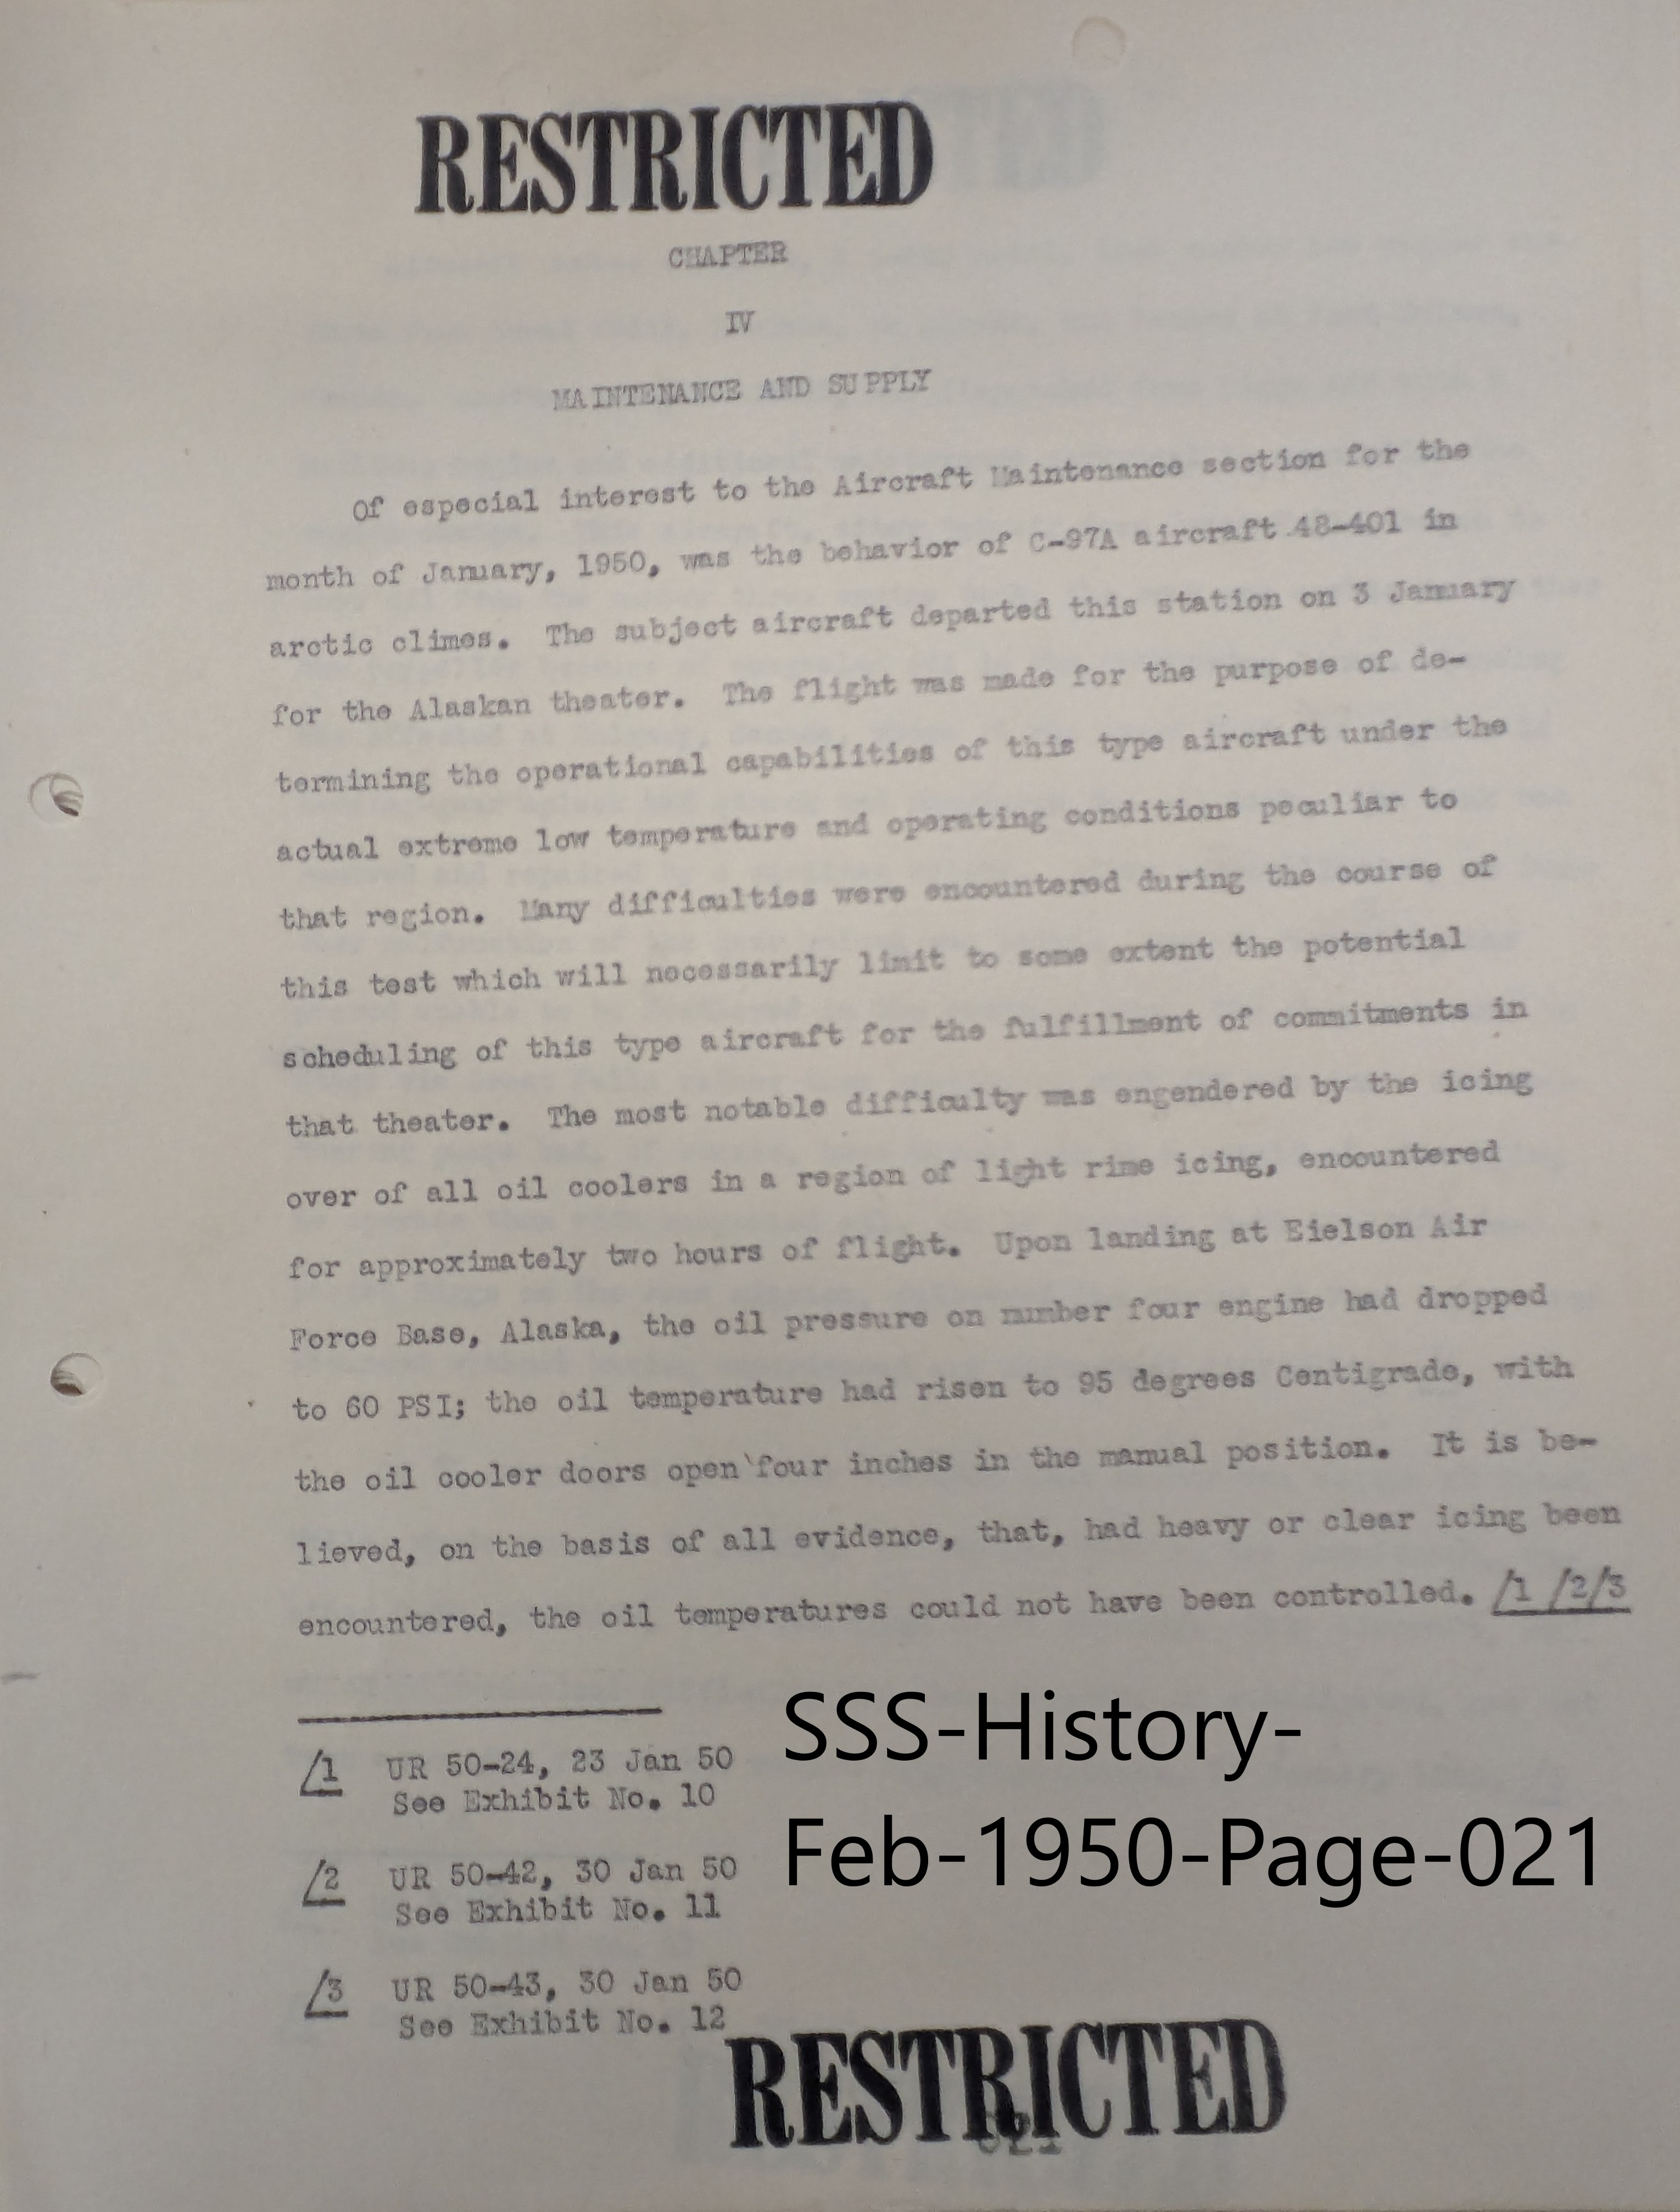 RESTRICTED
CHAPTER
IV
MAINTENANCE AND SUPPLY
Of especial interest to the Aircraft Maintenance section for the
month of January, 1950, was the behavior of C-97A aircraft 48-401 in
arctic climes. The subject aircraft departed this station on 3 January
for the Alaskan theater. The flight was made for the purpose of de-
termining the operational capabilities of this type aircraft under the
actual extreme low temperature and operating conditions peculiar to
that region. Many difficulties were encountered during the course of
this test which will necessarily limit to some extent the potential
scheduling of this type aircraft for the fulfillment of commitments in
that theater. The most notable difficulty was engendered by the icing
over of all oil coolers in a region of light rime icing, encountered
for approximately two hours of flight. Upon landing at Eielson Air
Force Base, Alaska, the oil pressure on number four engine had dropped
to 60 PSI; the oil temperature had risen to 95 degrees Centigrade, with
the oil cooler doors open four inches in the manual position. It is be-
lieved, on the basis of all evidence, that, had heavy or clear icing been
encountered, the oil temperatures could not have been controlled. /1 /2/3
/1 UR 50-24, 23 Jan 50
See Exhibit No. 10
/2 UR 50-42, 30 Jan 50
See Exhibit No. 11
/3 UR 50-43, 30 Jan 50
See Exhibit No. 12
SSS-History-
Feb-1950-Page-021
RESTRICTED
021